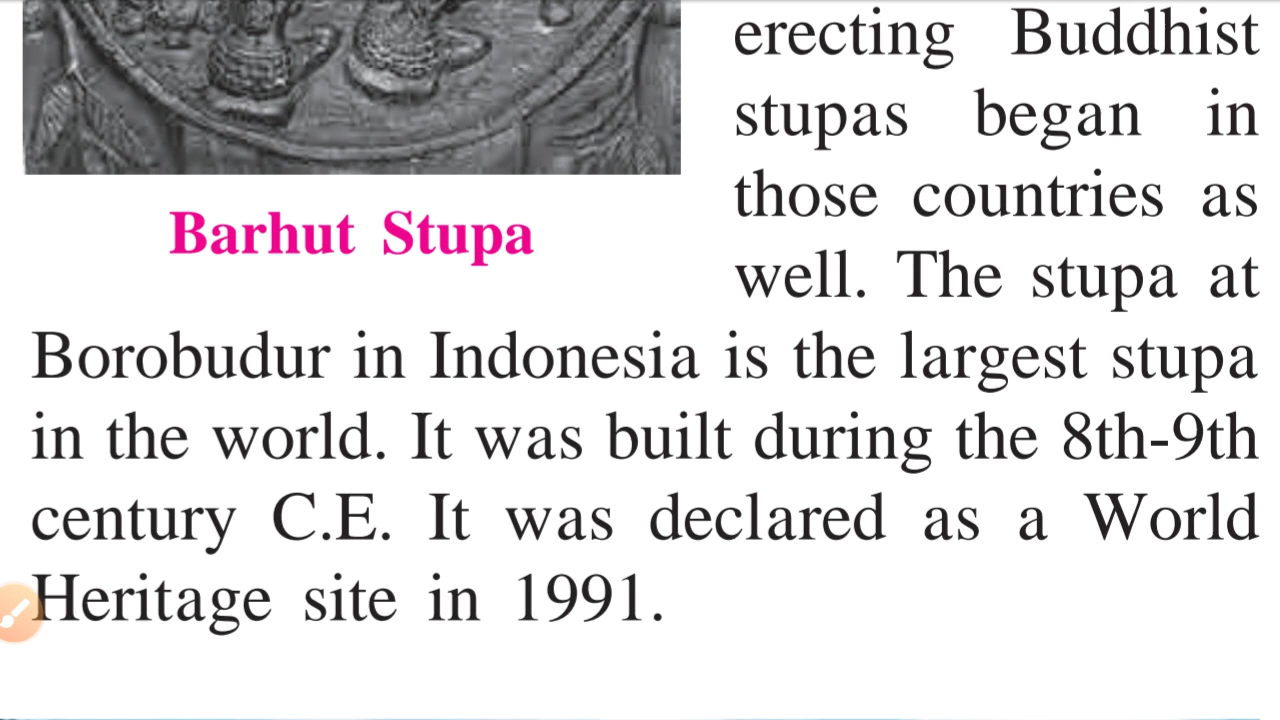 erecting Buddhist
stupas began in
those countries as
well. The stupa at
Barhut Stupa
Borobudur in Indonesia is the largest stupa
in the world. It was built during the 8th-9th
century C.E. It was declared as a World
Heritage site in 1991.